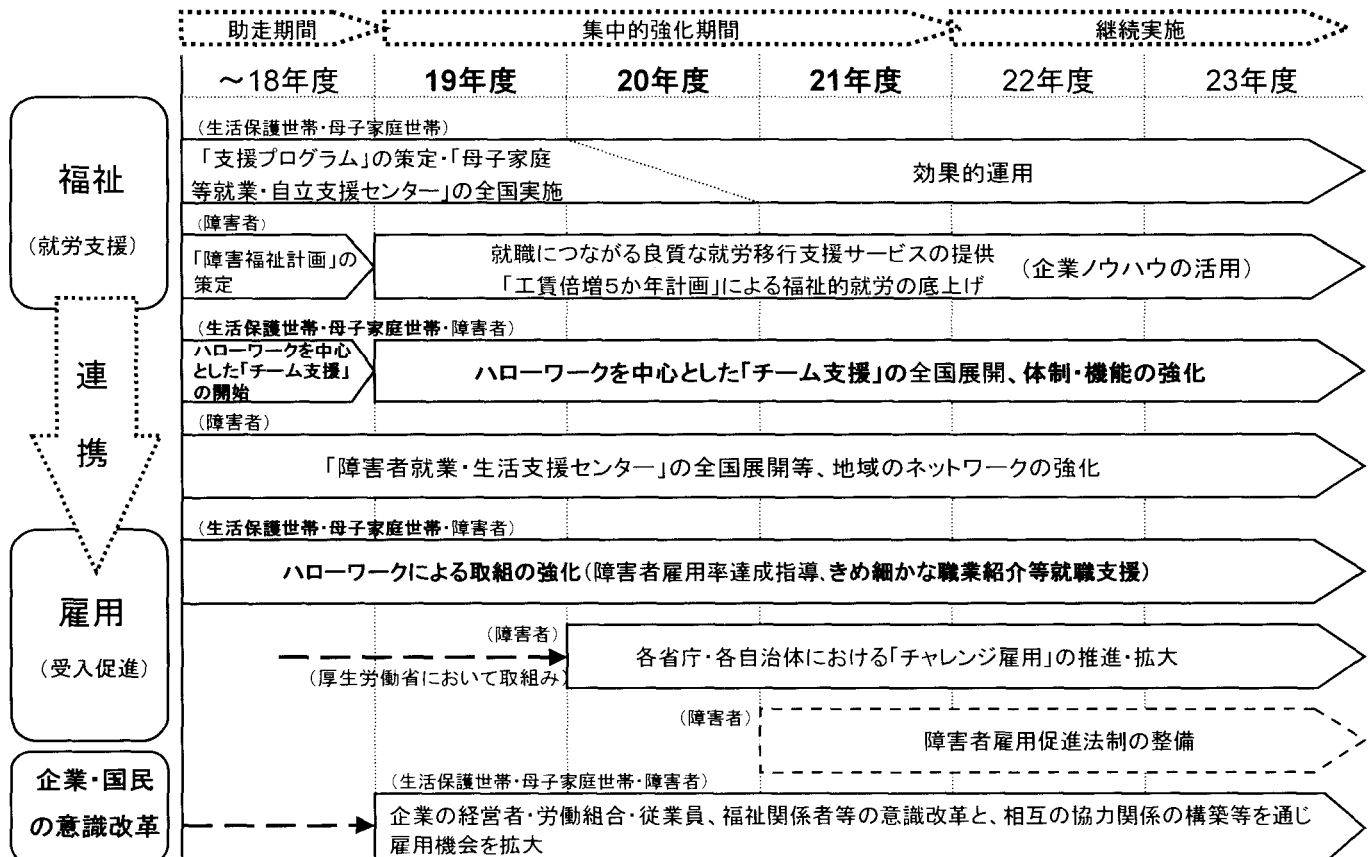 助走期間
集中的強化期間
継続実施
～18年度
19年度
20年度
21年度
22年度
23年度
福祉
(就労支援)
(生活保護世帯・母子家庭世帯)
「支援プログラム」の策定・「母子家庭
等就業・自立支援センター」の全国実施
効果的運用
(障害者)
「障害福祉計画」の
策定
就職につながる良質な就労移行支援サービスの提供
「工賃倍増5か年計画」による福祉的就労の底上げ
(企業ノウハウの活用)
連
携
(生活保護世帯・母子家庭世帯・障害者)
ハローワークを中心
とした「チーム支援」
の開始
ハローワークを中心とした「チーム支援」の全国展開、体制・機能の強化
(障害者)
「障害者就業・生活支援センター」の全国展開等、地域のネットワークの強化
雇用
(受入促進)
(生活保護世帯・母子家庭世帯・障害者)
ハローワークによる取組の強化(障害者雇用率達成指導、きめ細かな職業紹介等就職支援)
(障害者)
(厚生労働省において取組み)
各省庁・各自治体における「チャレンジ雇用」の推進・拡大
(障害者)
障害者雇用促進法制の整備
企業・国民
の意識改革
(生活保護世帯・母子家庭世帯・障害者)
企業の経営者・労働組合・従業員、福祉関係者等の意識改革と、相互の協力関係の構築等を通じ
雇用機会を拡大